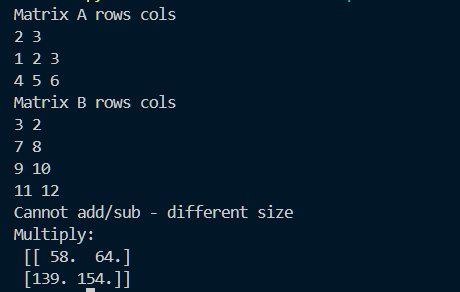 Matrix A rows cols
2 3
1 2 3
4 5 6
Matrix B rows cols
3 2
7 8
9 10
11 12
Cannot add/sub - different size
Multiply:
 [[ 58.  64.]
 [139. 154.]]